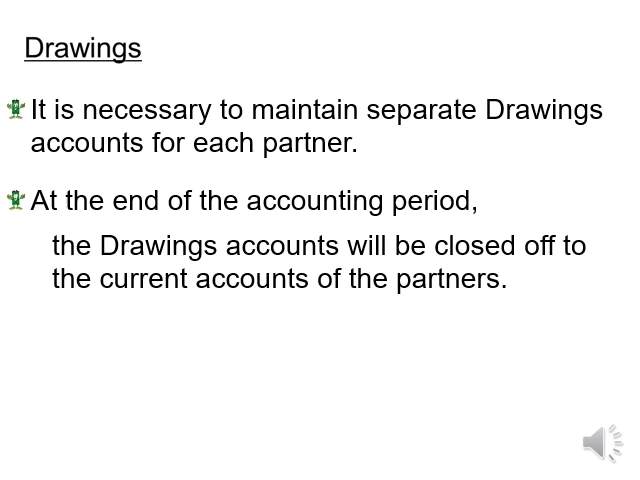 Drawings
It is necessary to maintain separate Drawings
accounts for each partner.
At the end of the accounting period,
the Drawings accounts will be closed off to
the current accounts of the partners.